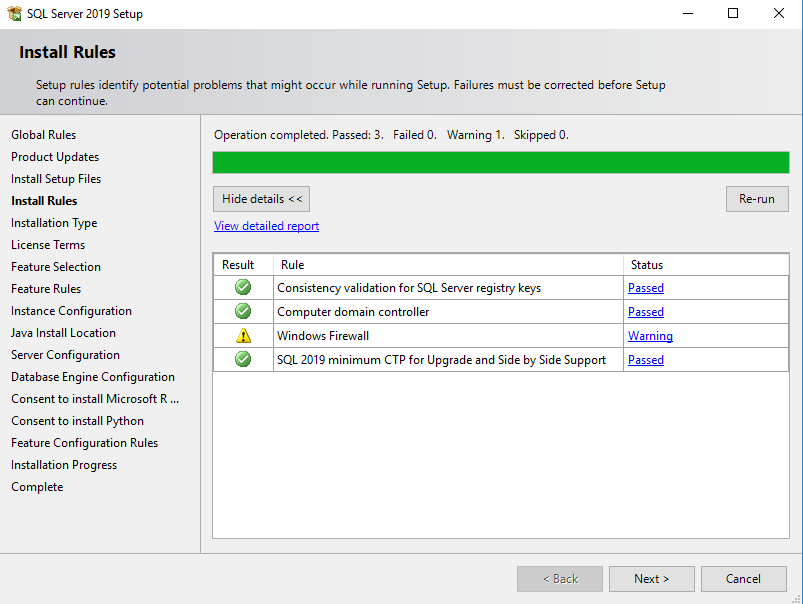 SQL Server 2019 Setup
Install Rules
Setup rules identify potential problems that might occur while running Setup. Failures must be corrected before Setup
can continue.
Global Rules
Product Updates
Install Setup Files
Install Rules
Installation Type
License Terms
Feature Selection
Feature Rules
Instance Configuration
Java Install Location
Server Configuration
Database Engine Configuration
Consent to install Microsoft R ...
Consent to install Python
Feature Configuration Rules
Installation Progress
Complete
Operation completed. Passed: 3. Failed 0. Warning 1. Skipped 0.
Hide details << Re-run
View detailed report
Result Rule Status
Consistency validation for SQL Server registry keys Passed
Computer domain controller Passed
Windows Firewall Warning
SQL 2019 minimum CTP for Upgrade and Side by Side Support Passed
< Back Next > Cancel